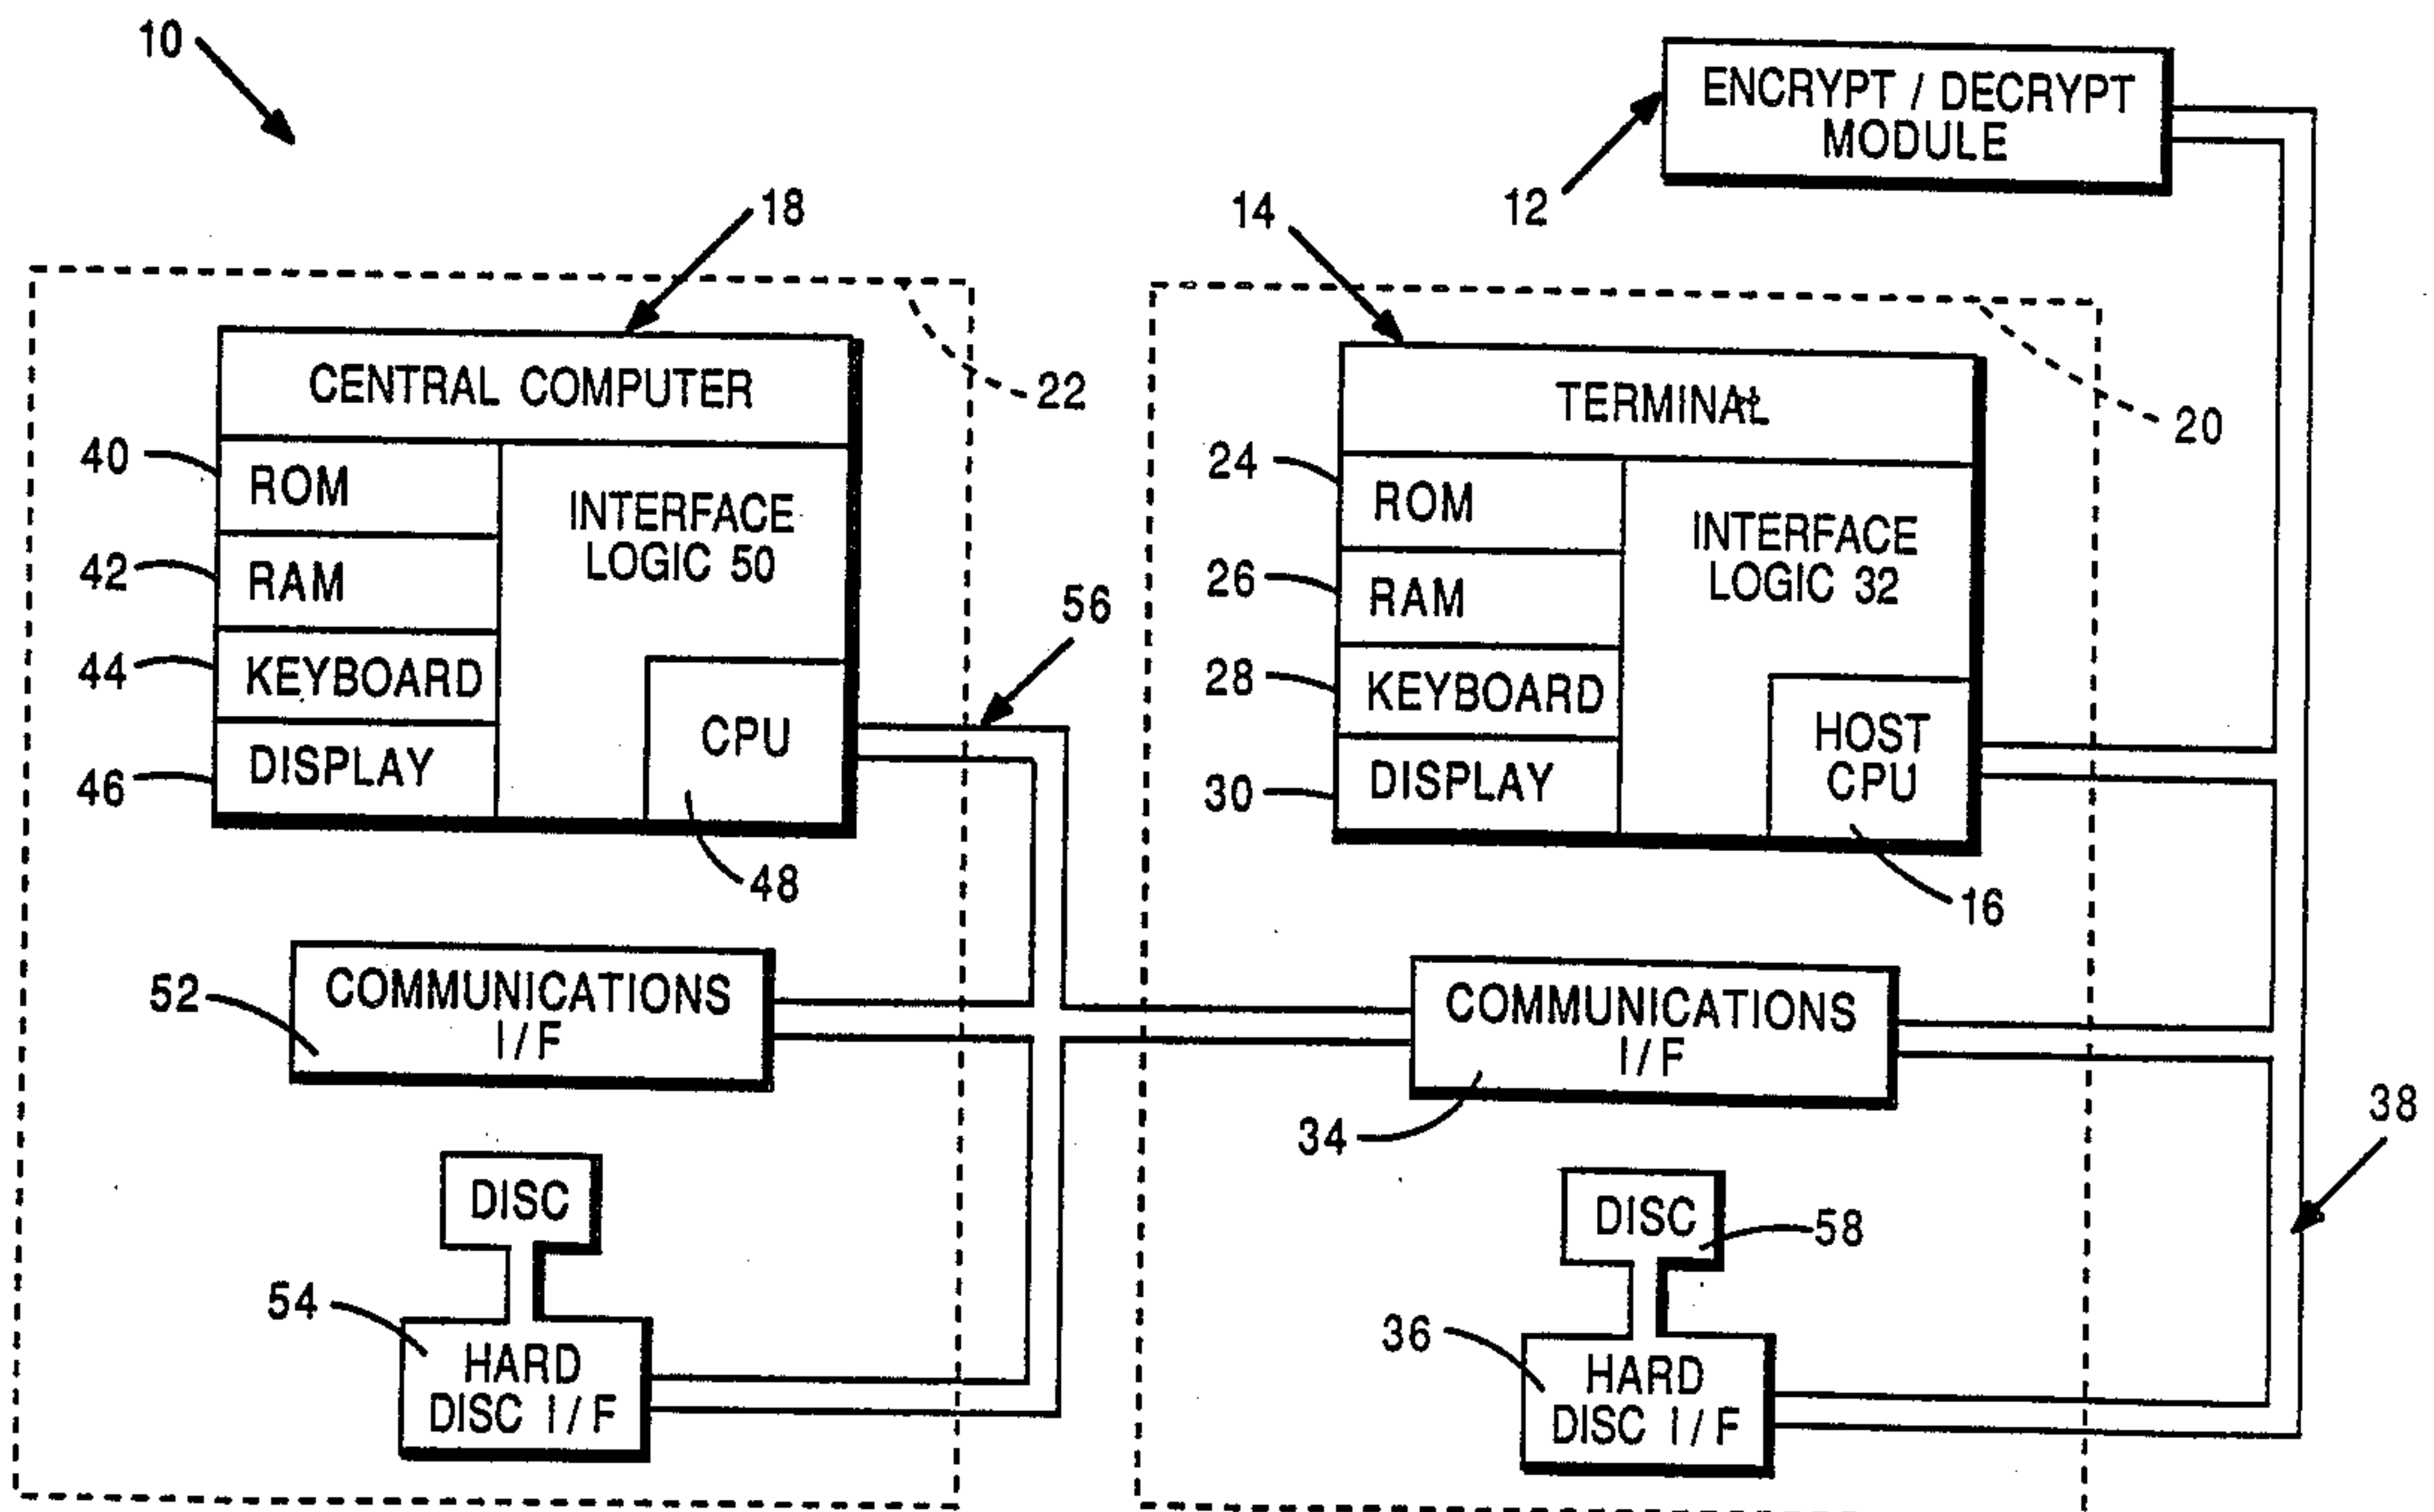 10
ENCRYPT / DECRYPT
MODULE
12
18
14
22
20
CENTRAL COMPUTER
40
ROM
42
RAM
44
KEYBOARD
46
DISPLAY
INTERFACE
LOGIC 50
CPU
48
56
TERMINAL
24
ROM
26
RAM
28
KEYBOARD
30
DISPLAY
INTERFACE
LOGIC 32
HOST
CPU
16
52
COMMUNICATIONS
I/F
COMMUNICATIONS
I/F
34
38
DISC
54
HARD
DISC I/F
DISC
58
36
HARD
DISC I/F